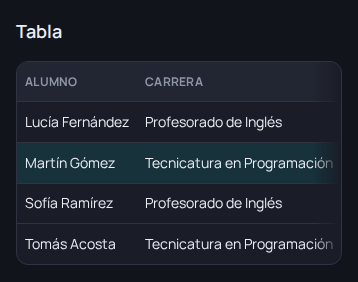 Tabla
ALUMNO CARRERA
Lucía Fernández Profesorado de Inglés
Martín Gómez Tecnicatura en Programación
Sofía Ramírez Profesorado de Inglés
Tomás Acosta Tecnicatura en Programación